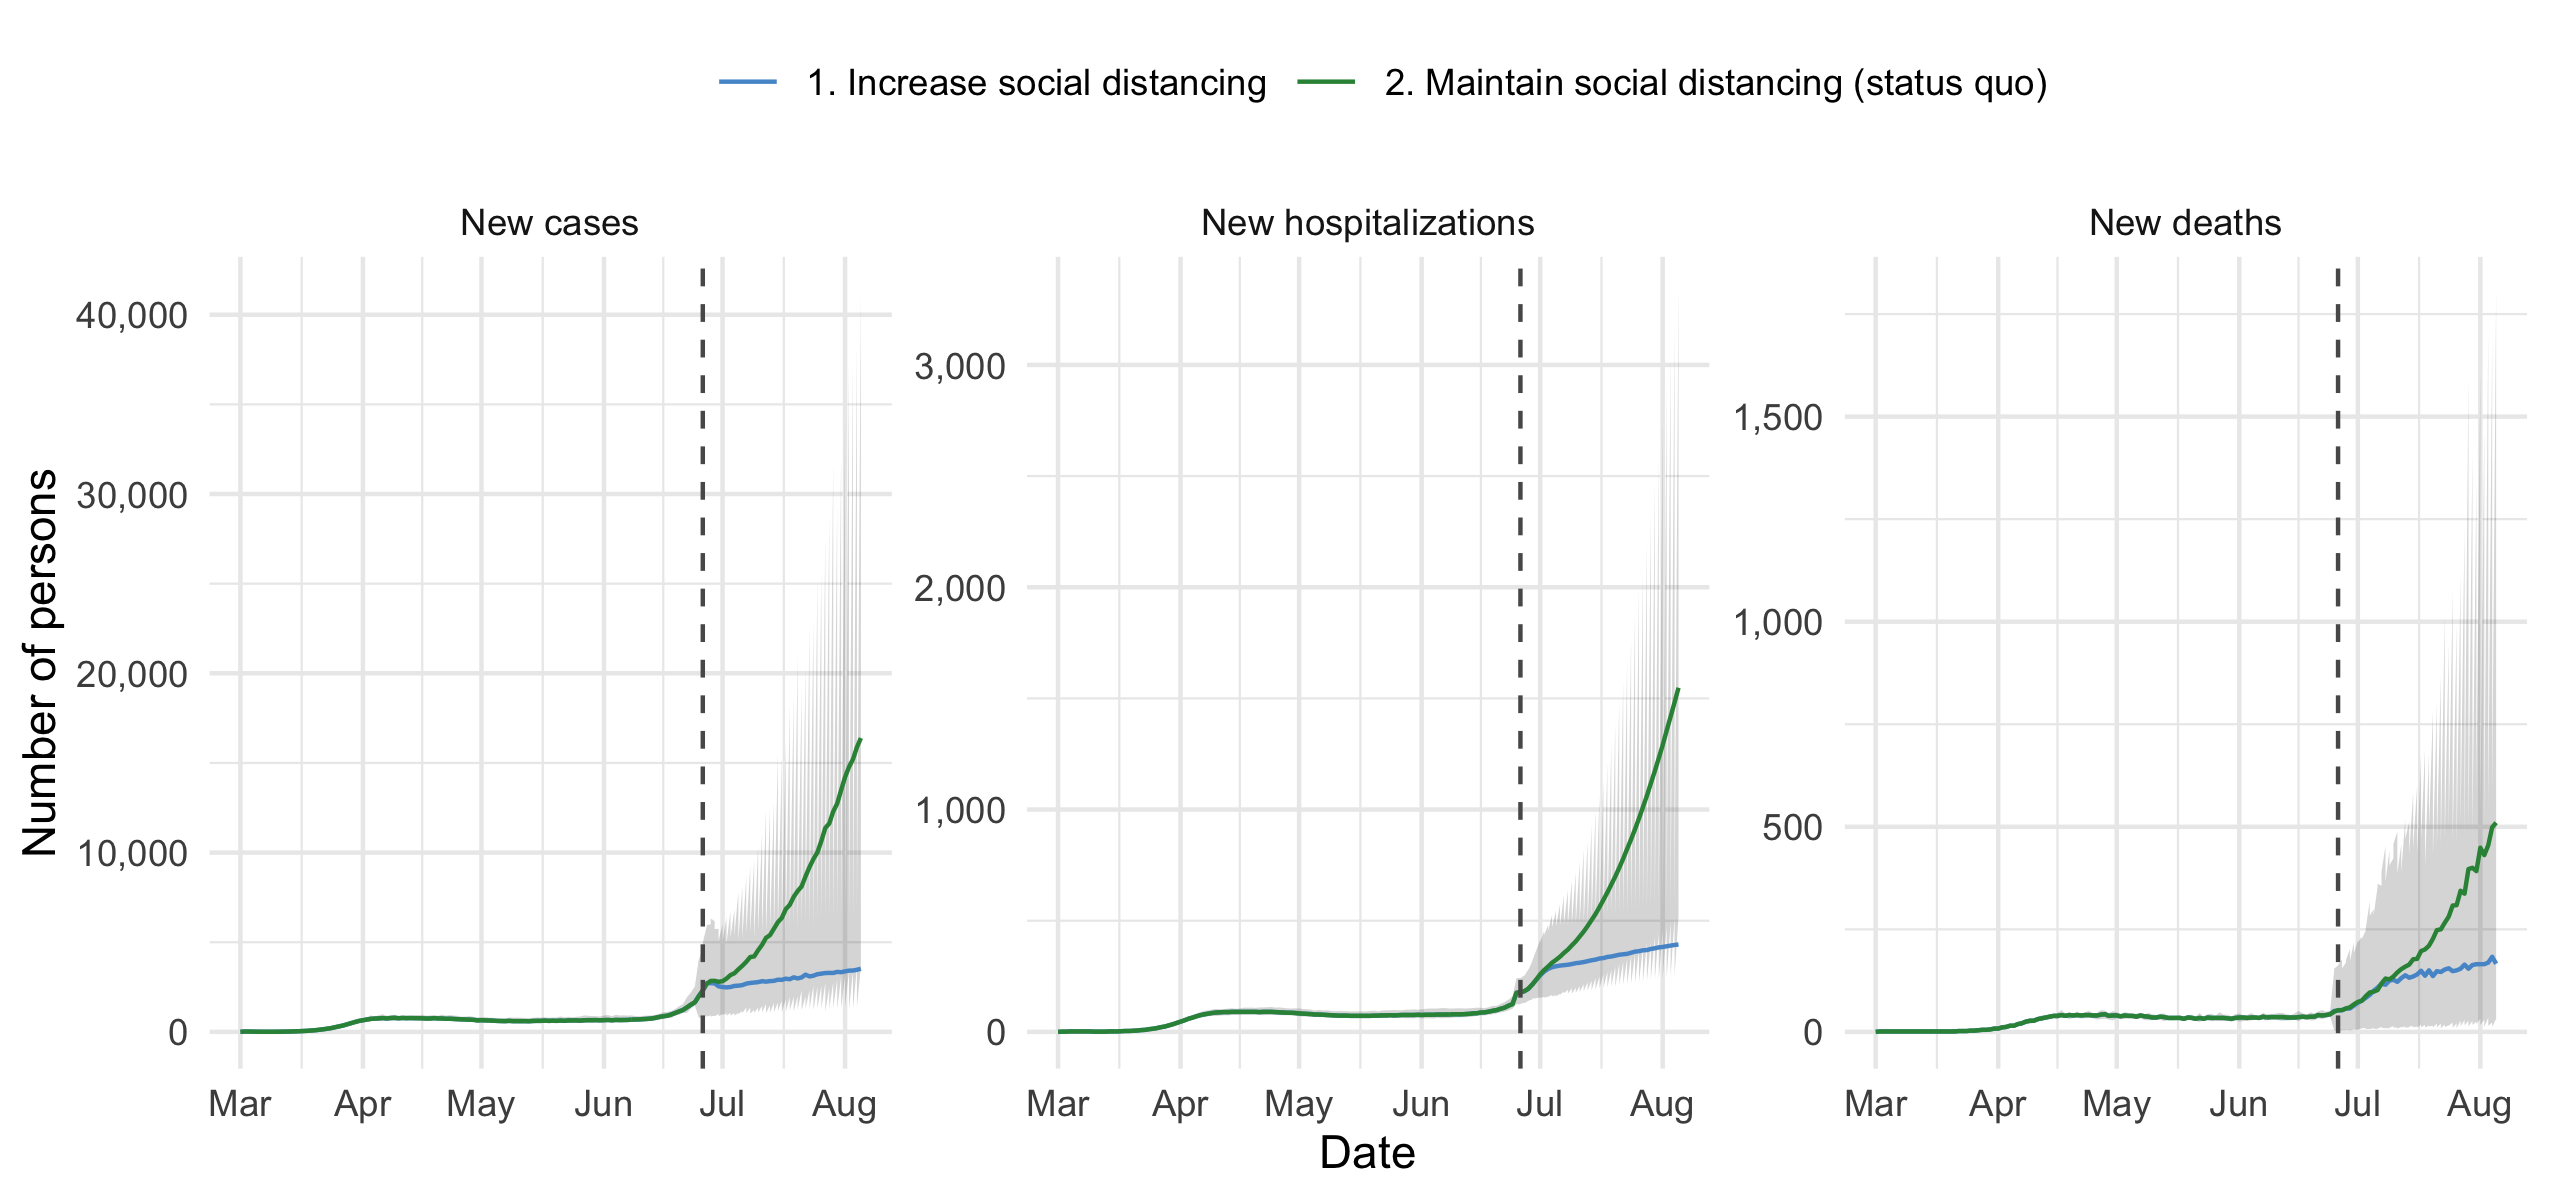 1. Increase social distancing 2. Maintain social distancing (status quo)
New cases New hospitalizations New deaths
Number of persons
40,000
30,000
20,000
10,000
0
3,000
2,000
1,000
0
1,500
1,000
500
0
Mar Apr May Jun Jul Aug Mar Apr May Jun Jul Aug Mar Apr May Jun Jul Aug
Date